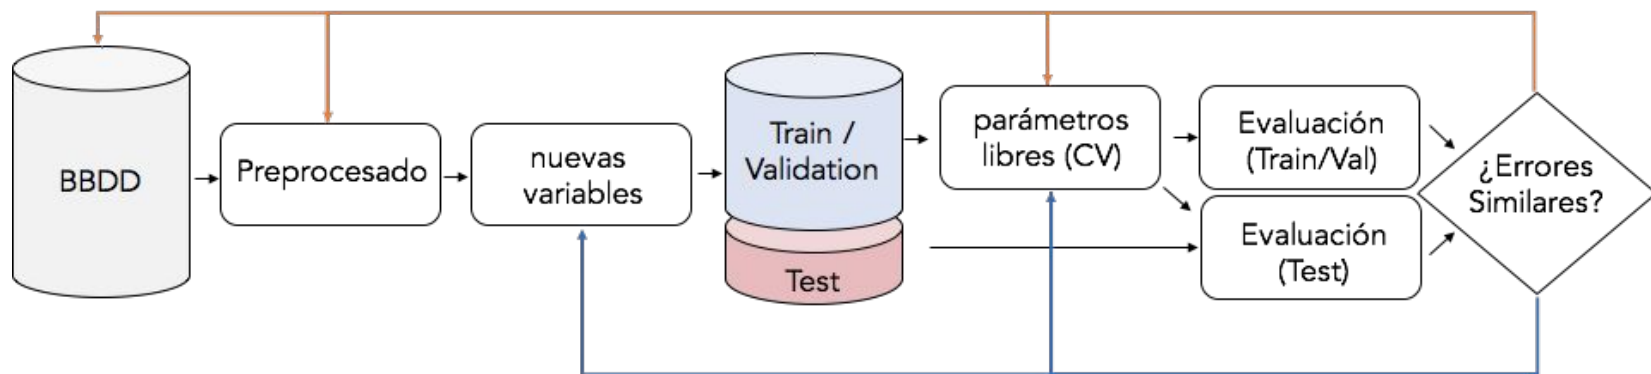 BBDD
Preprocesado
nuevas
variables
Train /
Validation
Test
parámetros
libres (CV)
Evaluación
(Train/Val)
Evaluación
(Test)
¿Errores
Similares?